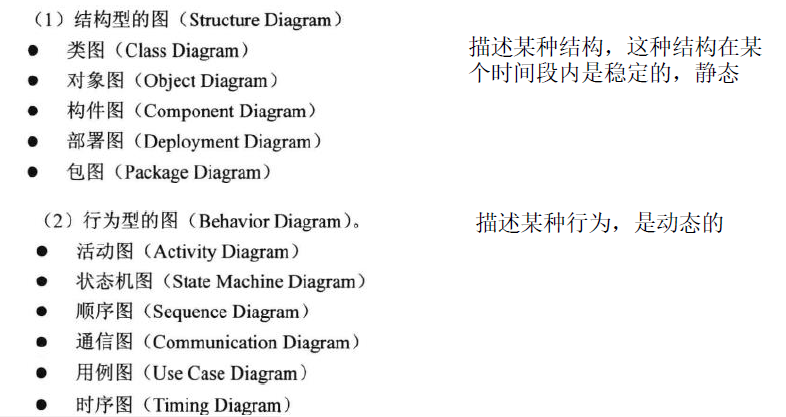 （1）结构型的图（Structure Diagram）
● 类图（Class Diagram）
● 对象图（Object Diagram）
● 构件图（Component Diagram）
● 部署图（Deployment Diagram）
● 包图（Package Diagram）
描述某种结构，这种结构在某
个时间段内是稳定的，静态
（2）行为型的图（Behavior Diagram）。
● 活动图（Activity Diagram）
● 状态机图（State Machine Diagram）
● 顺序图（Sequence Diagram）
● 通信图（Communication Diagram）
● 用例图（Use Case Diagram）
● 时序图（Timing Diagram）
描述某种行为，是动态的